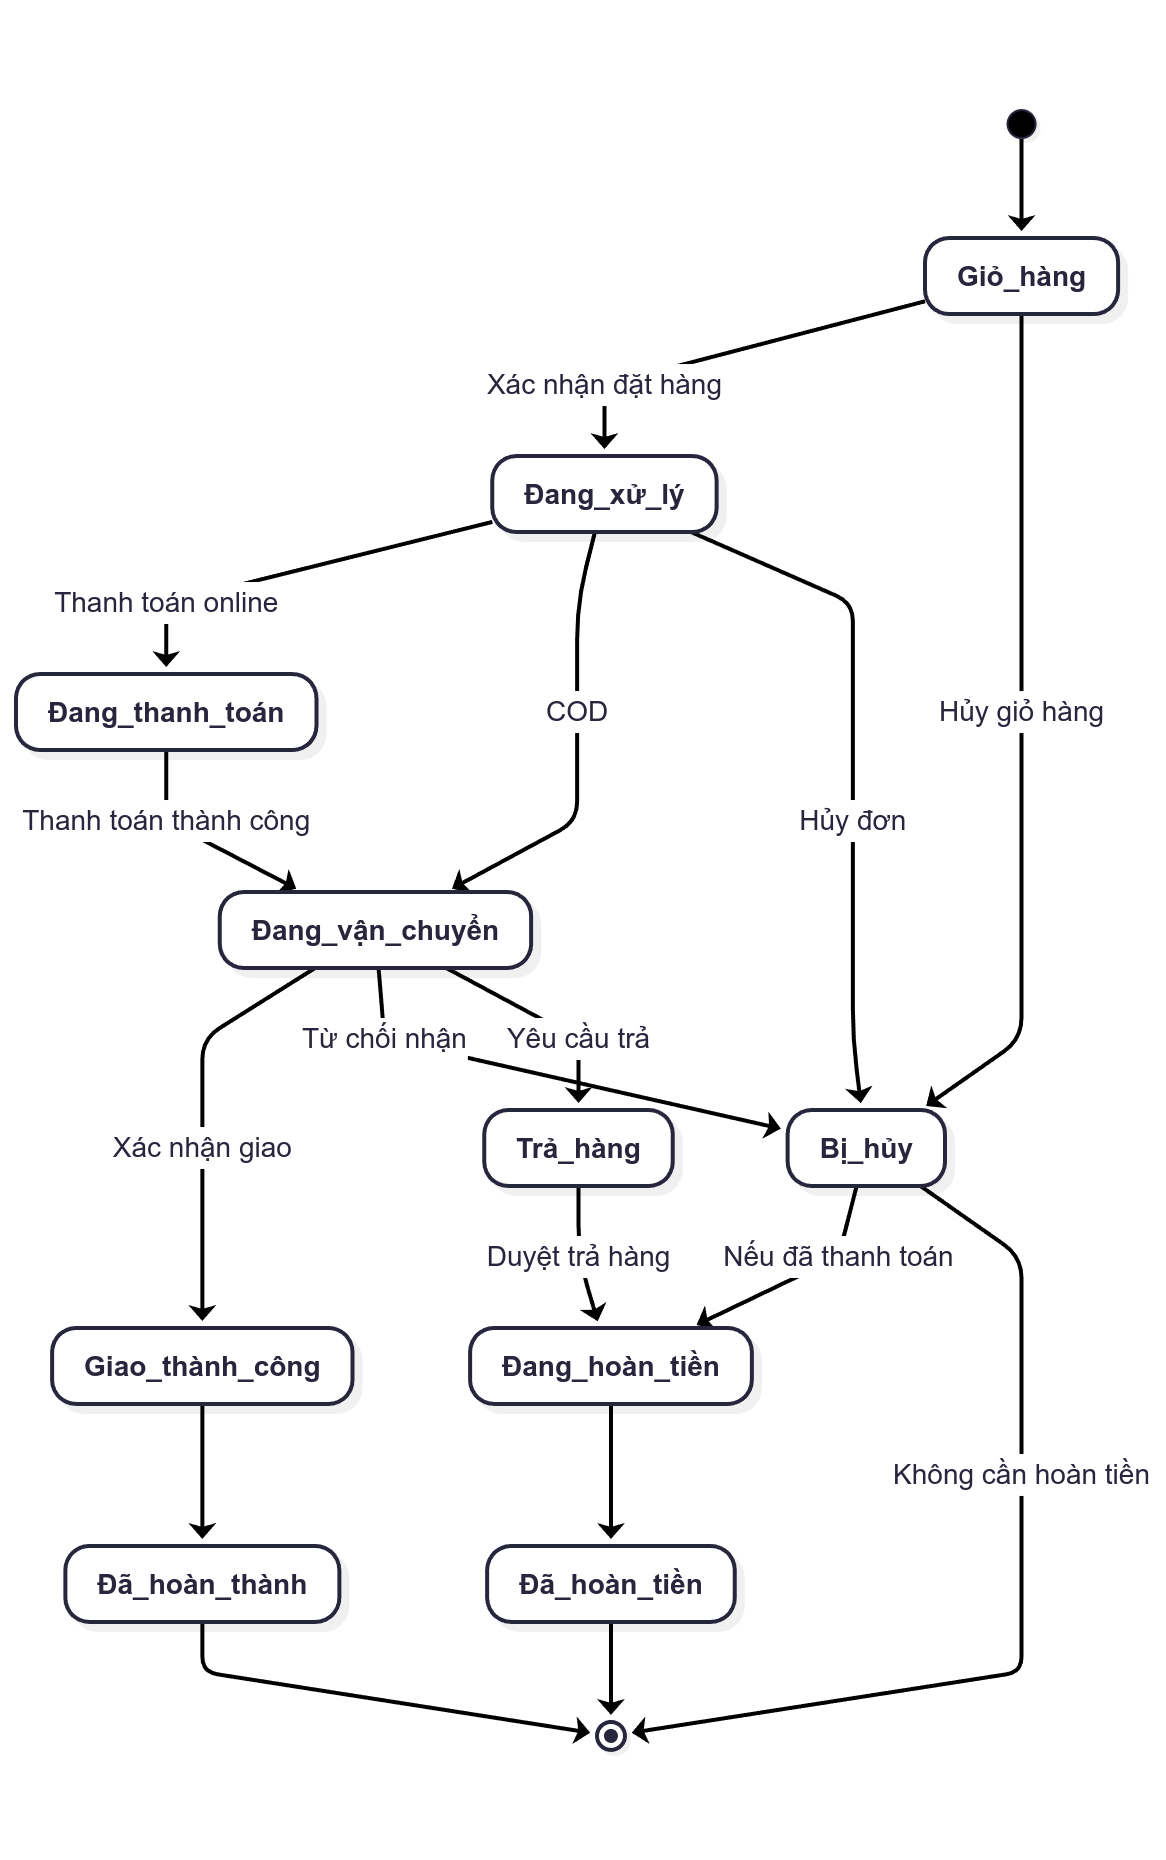 Giỏ_hàng
Xác nhận đặt hàng
Đang_xử_lý
Thanh toán online
Đang_thanh_toán
COD
Hủy giỏ hàng
Thanh toán thành công
Hủy đơn
Đang_vận_chuyển
Từ chối nhận
Yêu cầu trả
Xác nhận giao
Trả_hàng
Bị_hủy
Duyệt trả hàng
Nếu đã thanh toán
Giao_thành_công
Đang_hoàn_tiền
Không cần hoàn tiền
Đã_hoàn_thành
Đã_hoàn_tiền